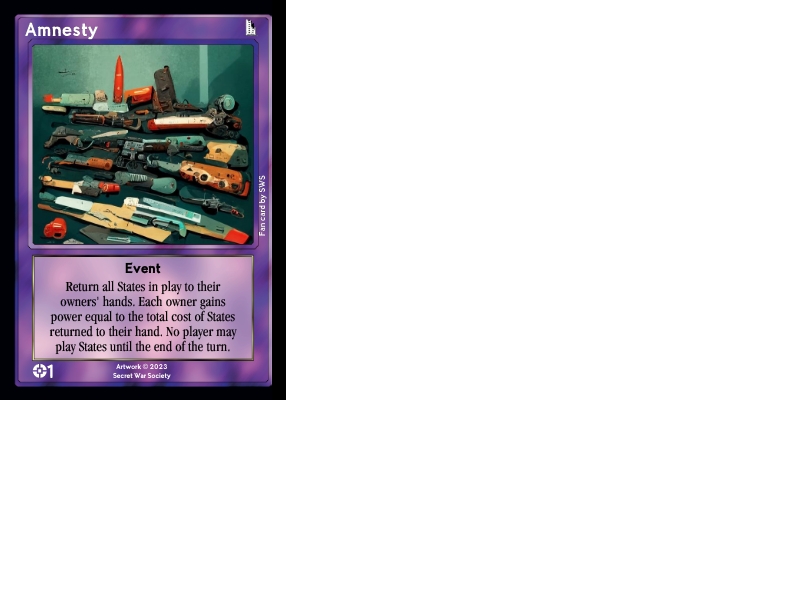 Amnesty
Fan card by SWS
Event
Return all States in play to their
owners' hands. Each owner gains
power equal to the total cost of States
returned to their hand. No player may
play States until the end of the turn.
1
Artwork © 2023
Secret War Society